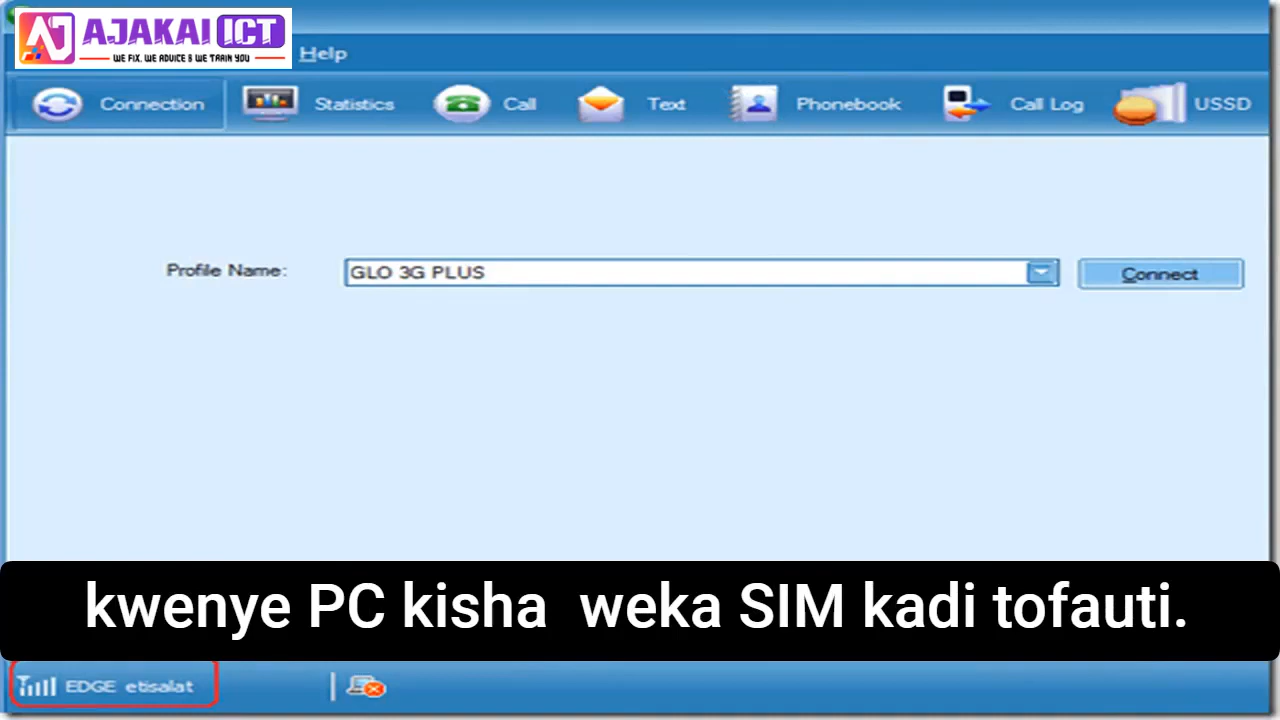 AJAKAI ICT
WE FIX, WE ADVICE & WE TRAIN YOU
Help
Connection Statistics Call Text Phonebook Call Log USSD
Profile Name: GLO 3G PLUS Connect
kwenye PC kisha weka SIM kadi tofauti.
EDGE etisalat